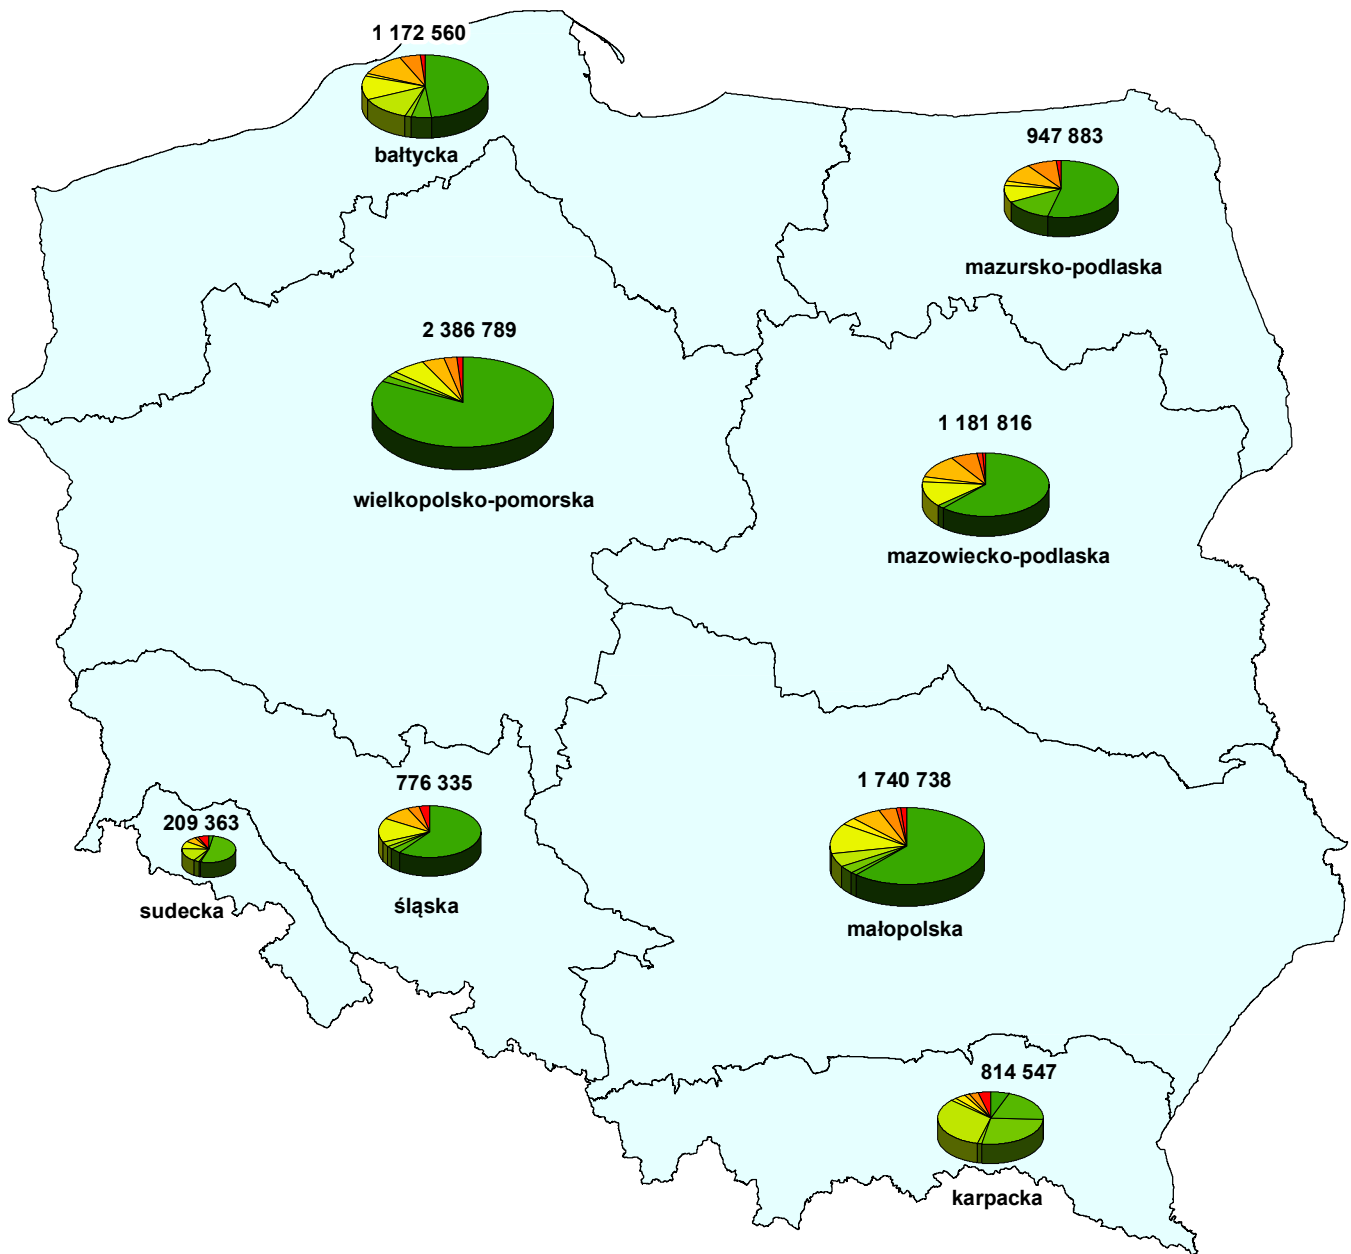 1 172 560
bałtycka
947 883
mazursko-podlaska
2 386 789
wielkopolsko-pomorska
1 181 816
mazowiecko-podlaska
776 335
śląska
1 740 738
małopolska
209 363
sudecka
814 547
karpacka